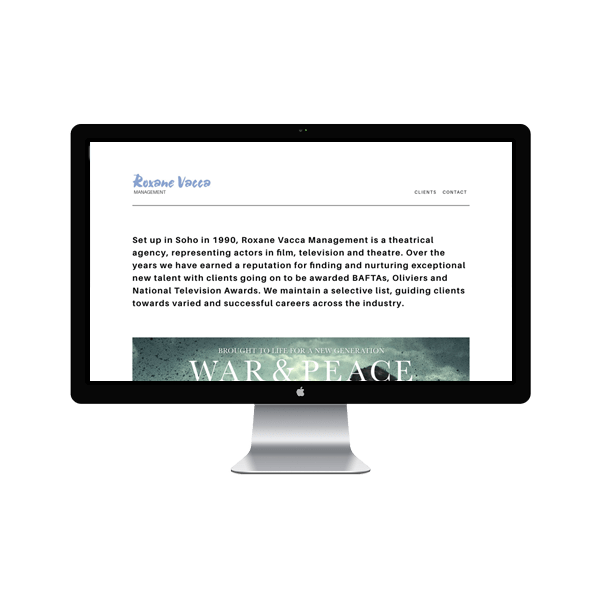 Roxane Vacca
MANAGEMENT
CLIENTS CONTACT
Set up in Soho in 1990, Roxane Vacca Management is a theatrical
agency, representing actors in film, television and theatre. Over the
years we have earned a reputation for finding and nurturing exceptional
new talent with clients going on to be awarded BAFTAs, Oliviers and
National Television Awards. We maintain a selective list, guiding clients
towards varied and successful careers across the industry.
BROUGHT TO LIFE FOR A NEW GENERATION
WAR & PEACE